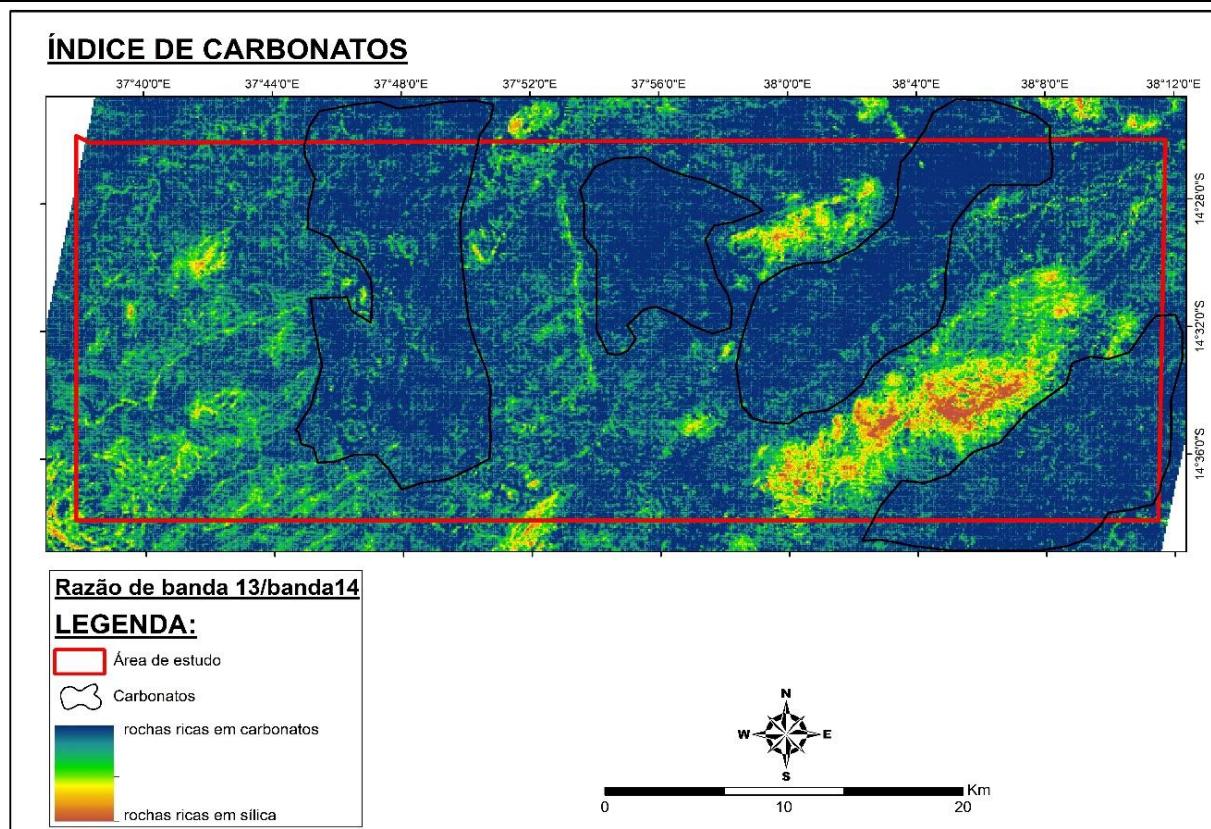 ÍNDICE DE CARBONATOS
37°40'0"E 37°44'0"E 37°48'0"E 37°52'0"E 37°56'0"E 38°0'0"E 38°4'0"E 38°8'0"E 38°12'0"E
14°28'0"S
14°32'0"S
14°36'0"S
Razão de banda 13/banda14
LEGENDA:
Área de estudo
Carbonatos
rochas ricas em carbonatos
rochas ricas em sílica
N
W E
S
Km
0 10 20